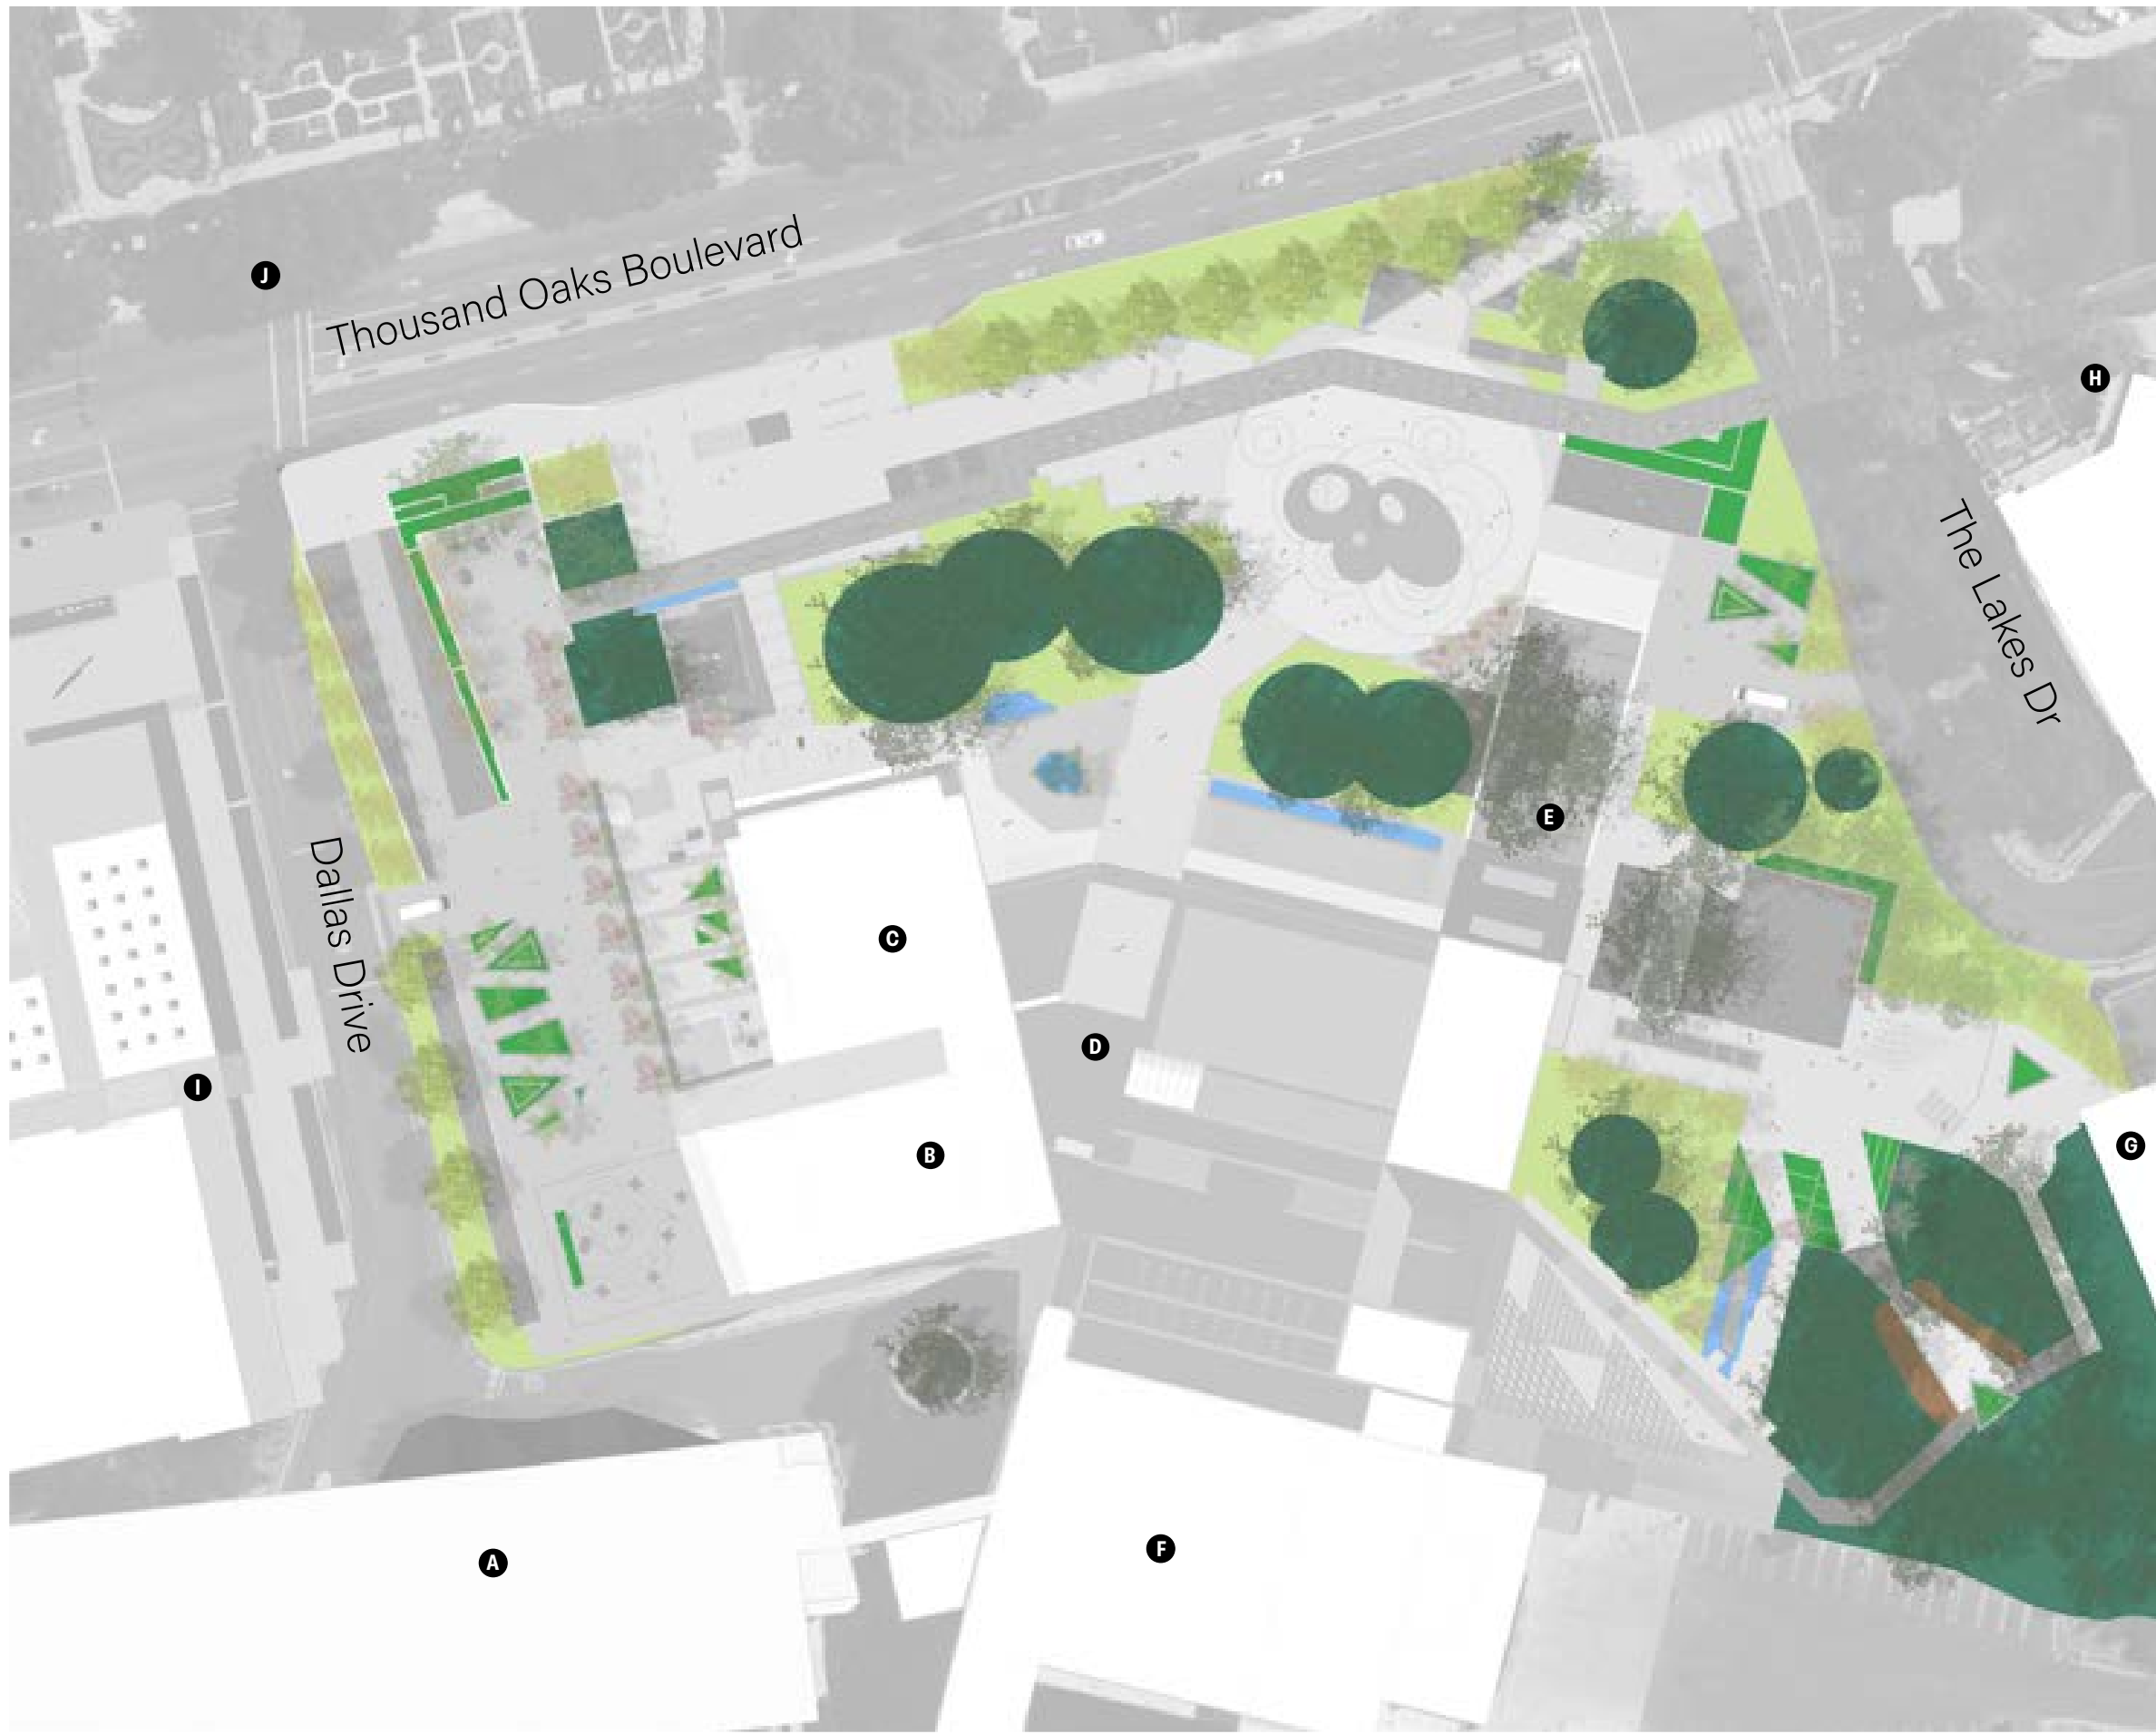 J
Thousand Oaks Boulevard
H
The Lakes Dr
E
Dallas Drive
C
D
I
B
G
F
A